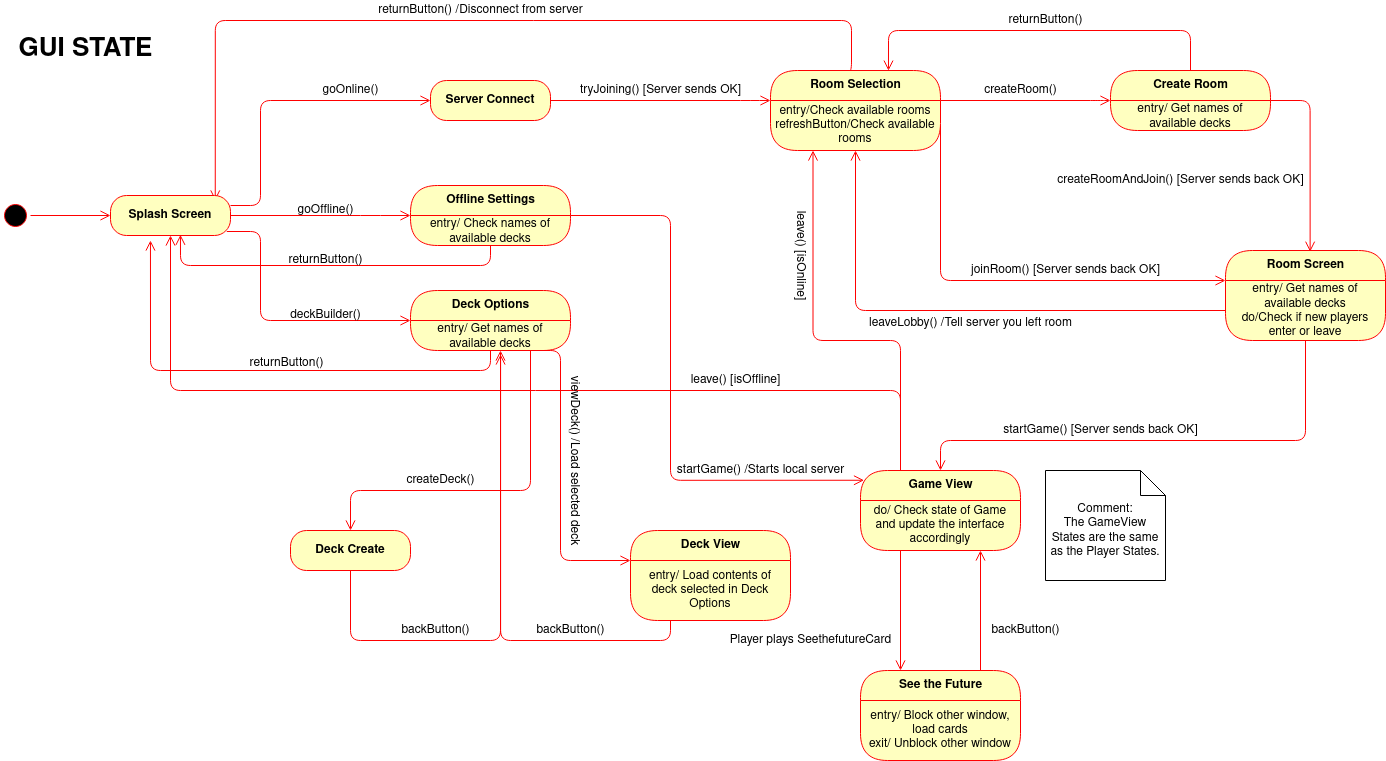 returnButton() /Disconnect from server
returnButton()
GUI STATE
goOnline()
Server Connect
tryJoining() [Server sends OK]
Room Selection
entry/Check available rooms
refreshButton/Check available
rooms
createRoom()
Create Room
entry/ Get names of
available decks
createRoomAndJoin() [Server sends back OK]
Splash Screen
goOffline()
Offline Settings
entry/ Check names of
available decks
returnButton()
leave() [isOnline]
joinRoom() [Server sends back OK]
Room Screen
entry/ Get names of
available decks
do/Check if new players
enter or leave
leaveLobby() /Tell server you left room
deckBuilder()
Deck Options
entry/ Get names of
available decks
returnButton()
leave() [isOffline]
viewDeck() /Load selected deck
startGame() [Server sends back OK]
createDeck()
startGame() /Starts local server
Game View
do/ Check state of Game
and update the interface
accordingly
Comment:
The GameView
States are the same
as the Player States.
Deck Create
Deck View
entry/ Load contents of
deck selected in Deck
Options
backButton()
backButton()
Player plays SeethefutureCard
backButton()
See the Future
entry/ Block other window,
load cards
exit/ Unblock other window